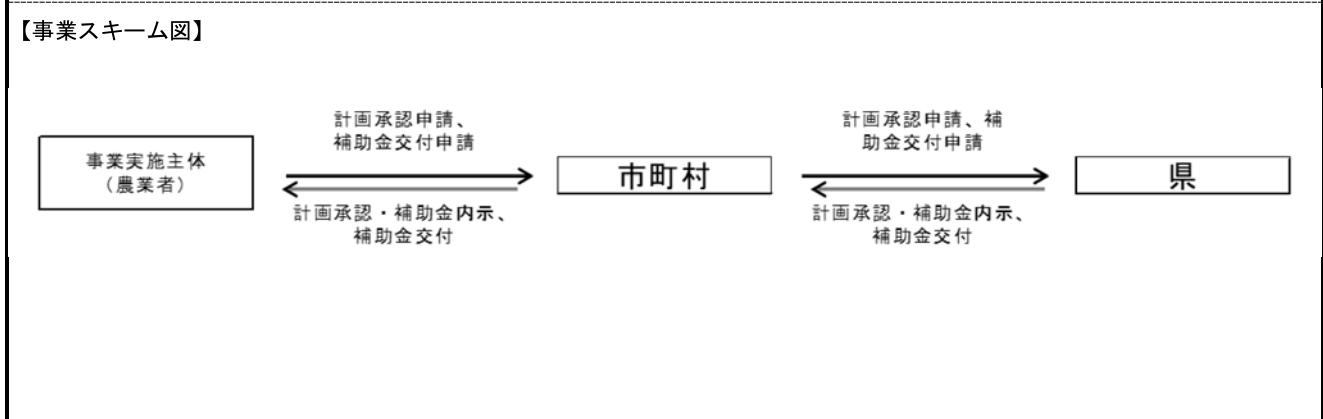 【事業スキーム図】
計画承認申請、
補助金交付申請
計画承認申請、補
助金交付申請
事業実施主体
（農業者）
市町村
県
計画承認・補助金内示、
補助金交付
計画承認・補助金内示、
補助金交付